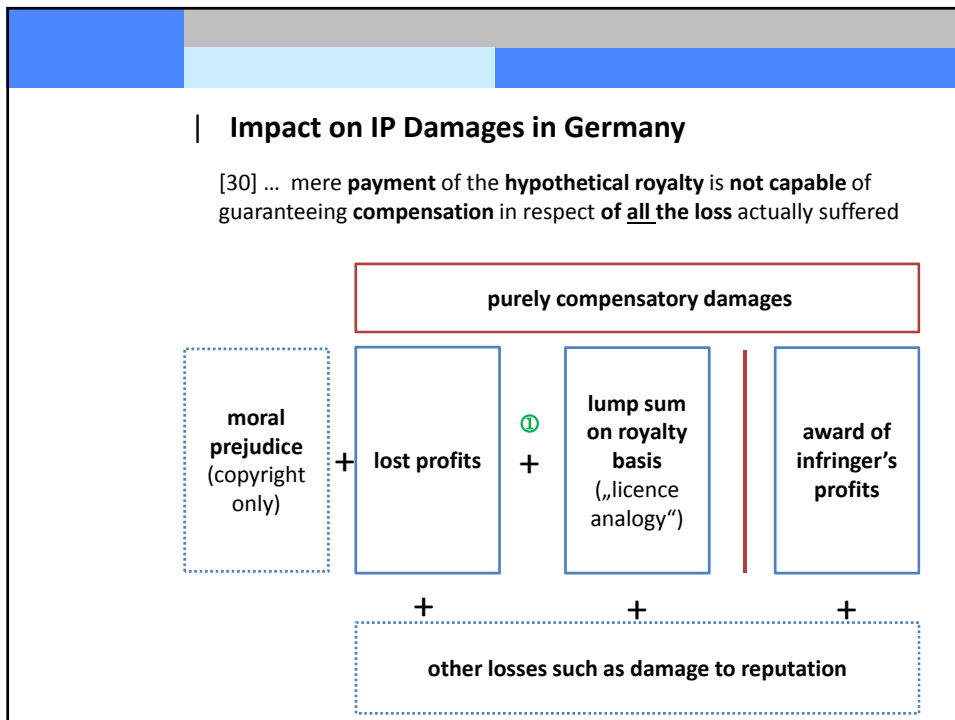 | Impact on IP Damages in Germany
[30] … mere payment of the hypothetical royalty is not capable of
guaranteeing compensation in respect of all the loss actually suffered
purely compensatory damages
moral
prejudice
(copyright
only)
+
lost profits
①
+
lump sum
on royalty
basis
(„licence
analogy“)
award of
infringer’s
profits
+ + +
other losses such as damage to reputation